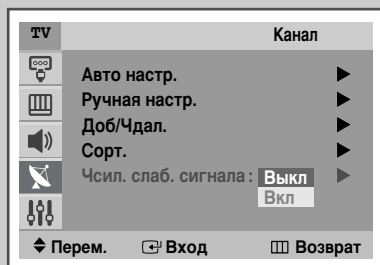 TV Канал
Авто настр.
Ручная настр.
Доб/Чдал.
Сорт.
Чсил. слаб. сигнала : Выкл
Вкл
Перем. Вход Возврат